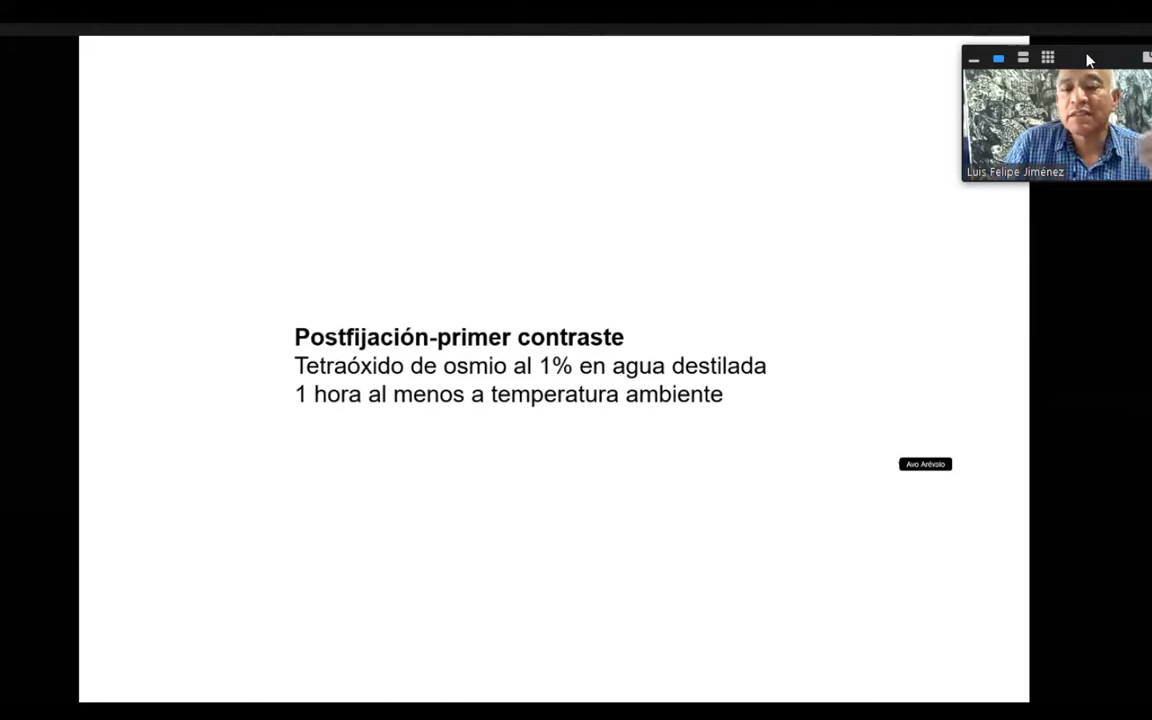 Luis Felipe Jiménez
Postfijación-primer contraste
Tetraóxido de osmio al 1% en agua destilada
1 hora al menos a temperatura ambiente
Avo Arévolo